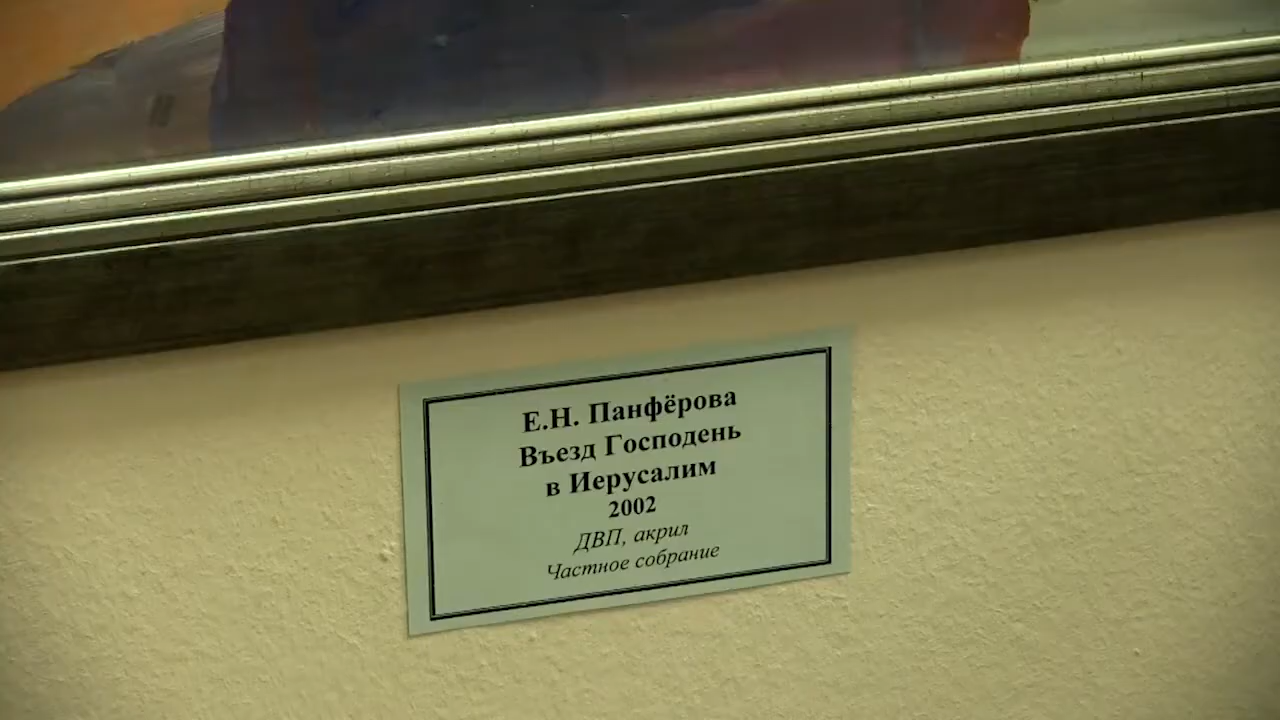 Е.Н. Панфёрова
Въезд Господень
в Иерусалим
2002
ДВП, акрил
Частное собрание